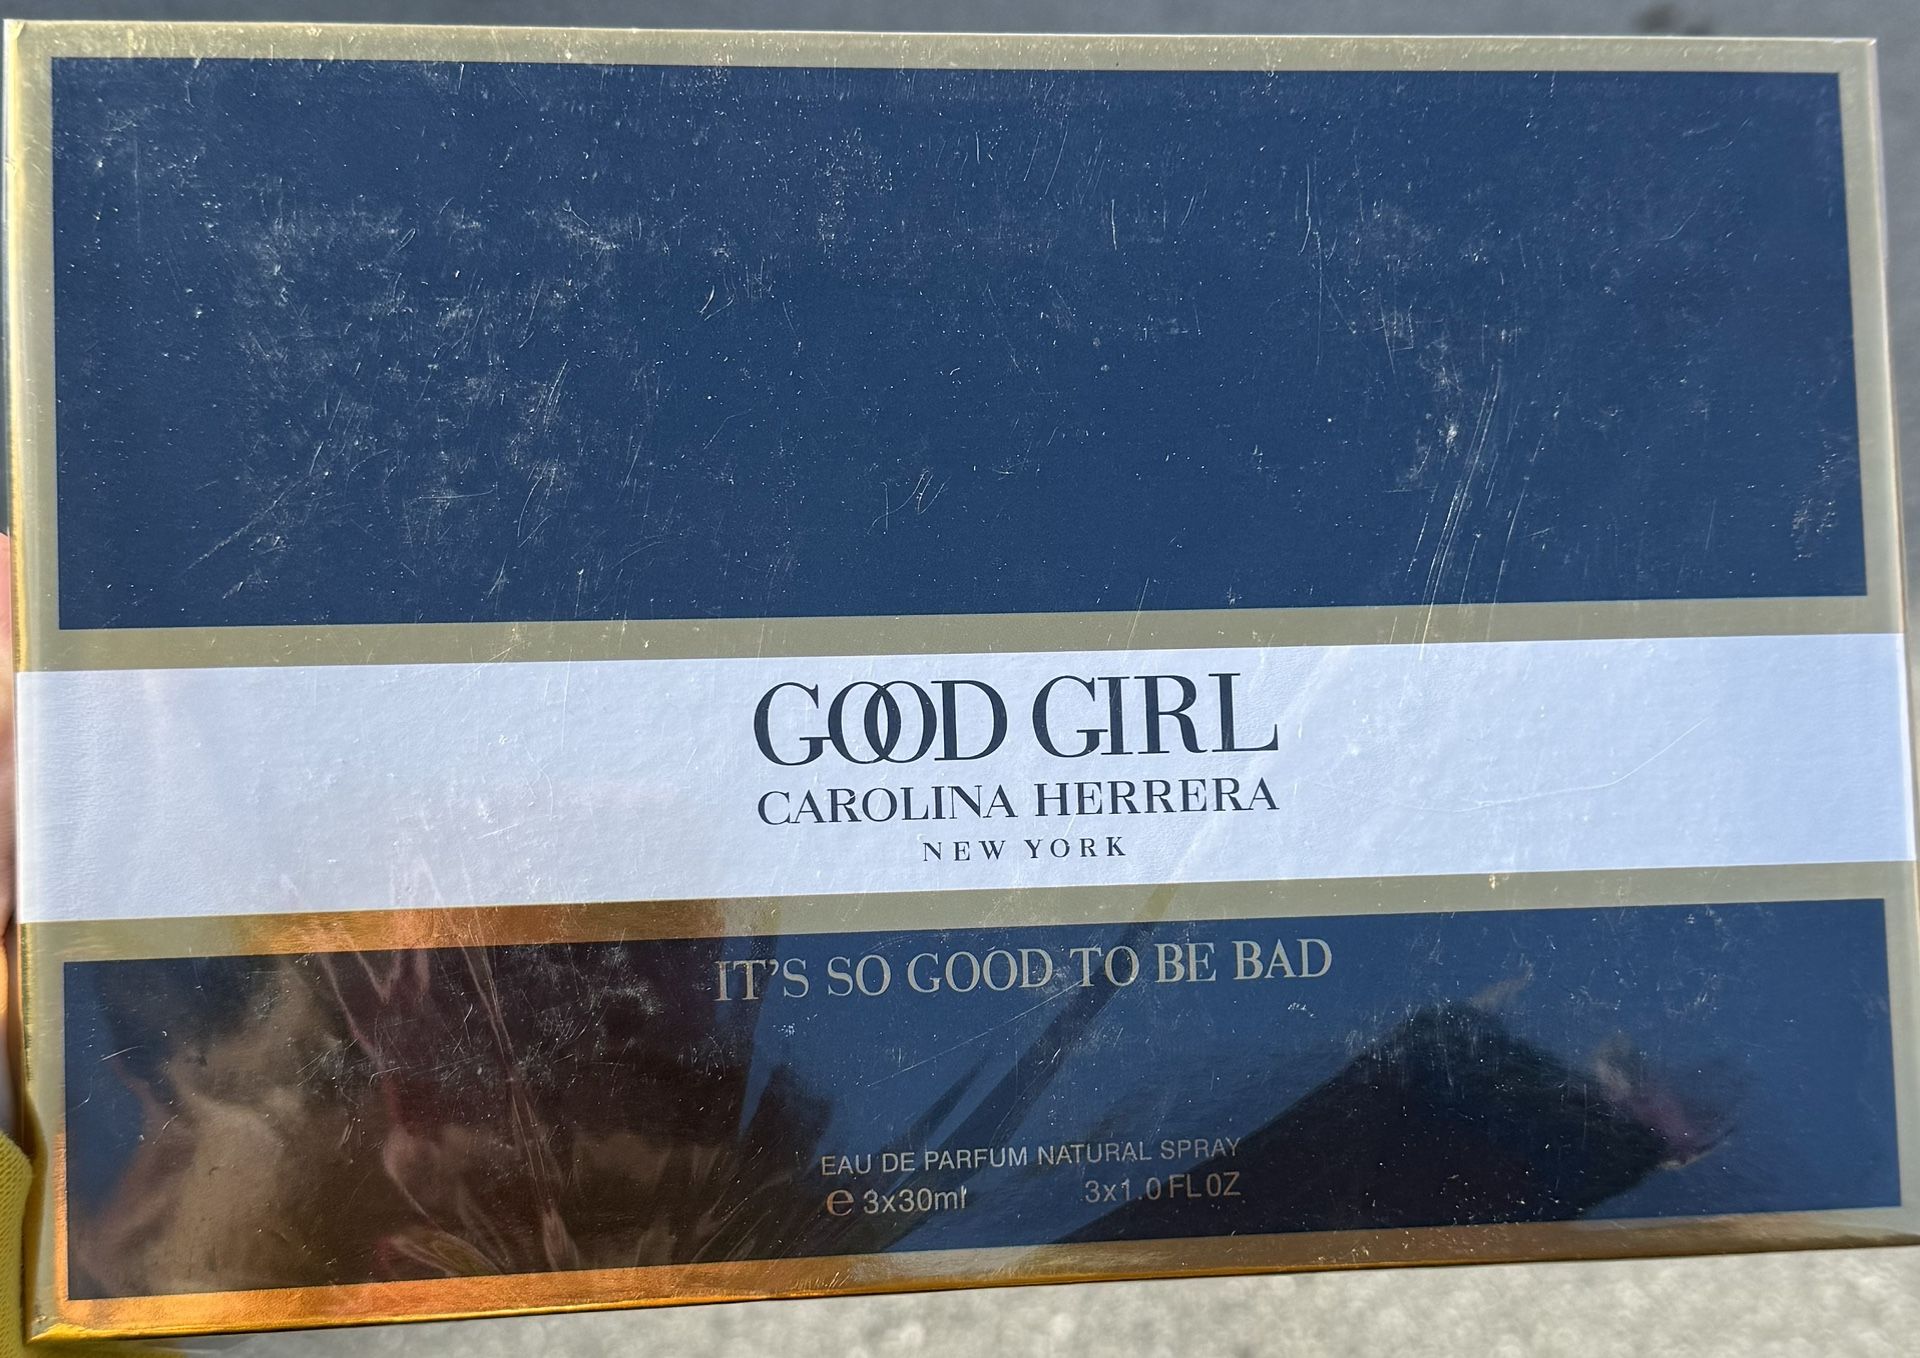 GOOD GIRL
CAROLINA HERRERA
NEW YORK
IT'S SO GOOD TO BE BAD
EAU DE PARFUM NATURAL SPRAY
℮ 3x30ml 3x1.0 FL OZ